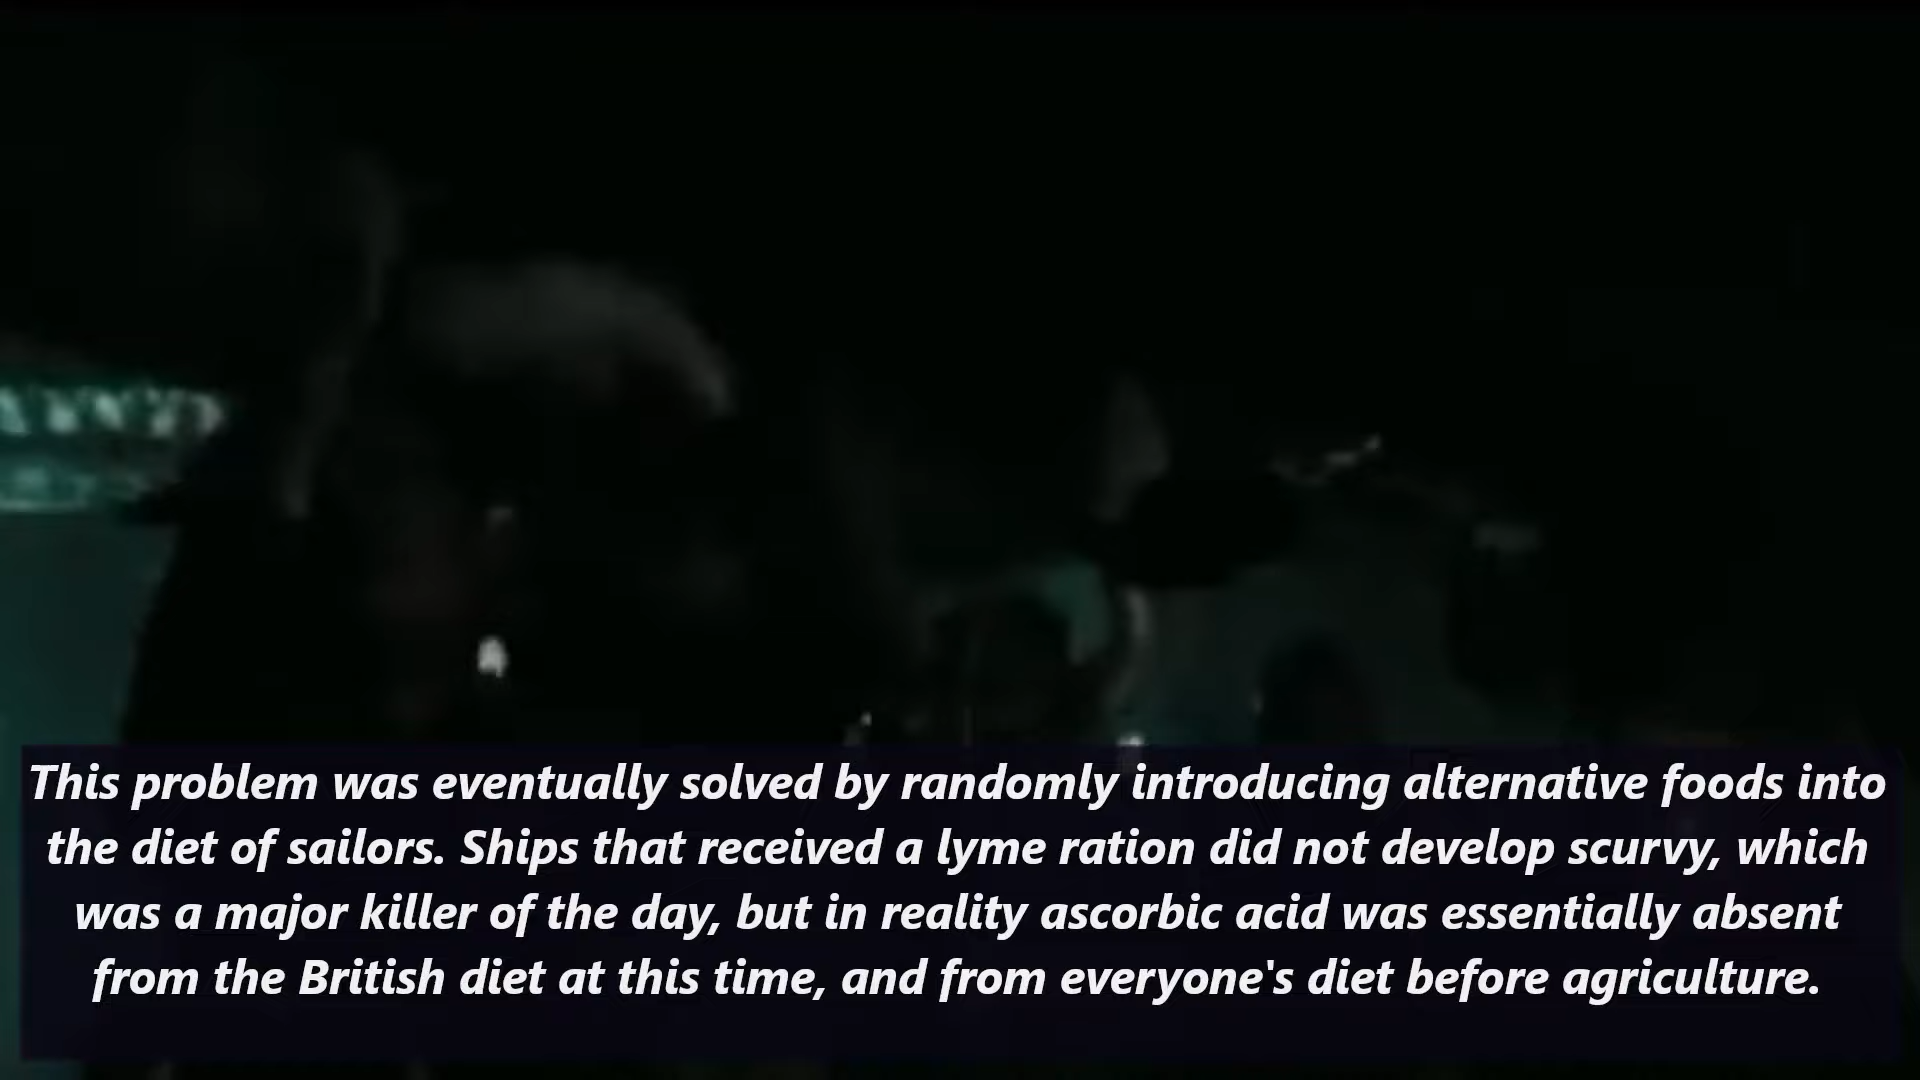 This problem was eventually solved by randomly introducing alternative foods into
the diet of sailors. Ships that received a lyme ration did not develop scurvy, which
was a major killer of the day, but in reality ascorbic acid was essentially absent
from the British diet at this time, and from everyone's diet before agriculture.